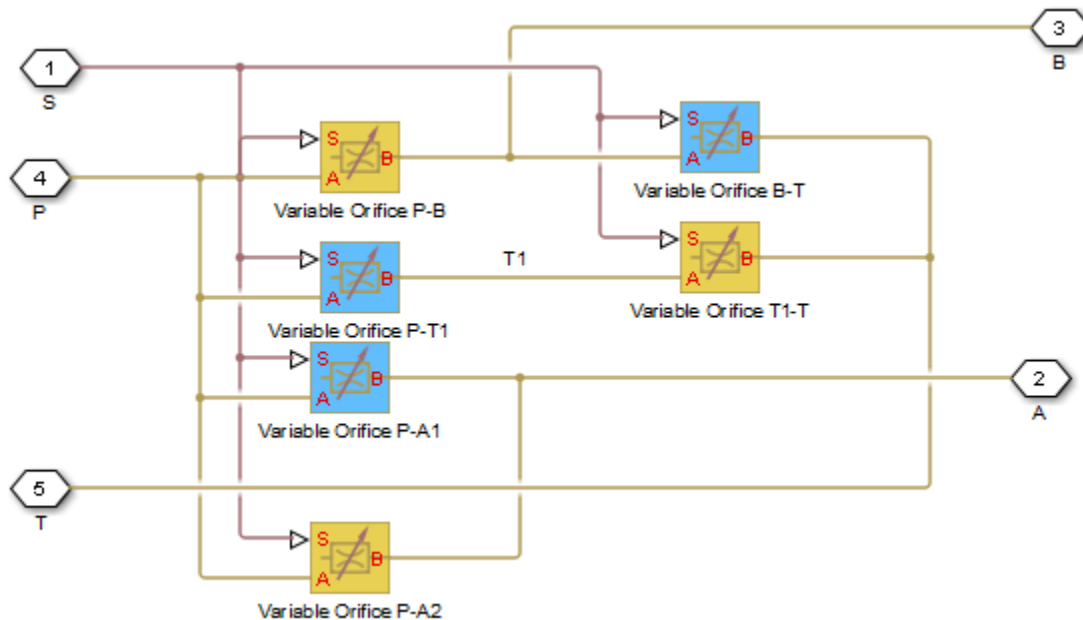 3
B
1
S
S
A
B
Variable Orifice P-B
S
A
B
Variable Orifice B-T
4
P
S
A
B
Variable Orifice P-T1
T1
S
A
B
Variable Orifice T1-T
S
A
B
Variable Orifice P-A1
2
A
5
T
S
A
B
Variable Orifice P-A2